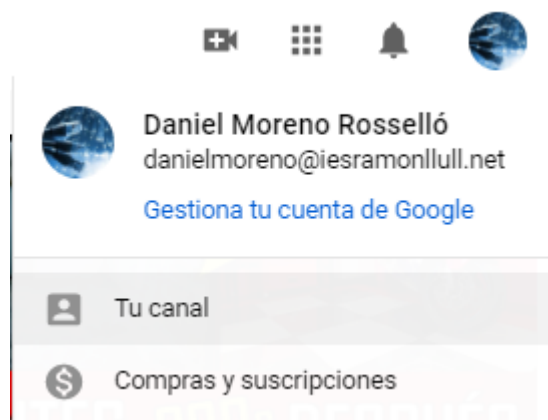 Daniel Moreno Rosselló
danielmoreno@iesramonllull.net
Gestiona tu cuenta de Google
Tu canal
Compras y suscripciones